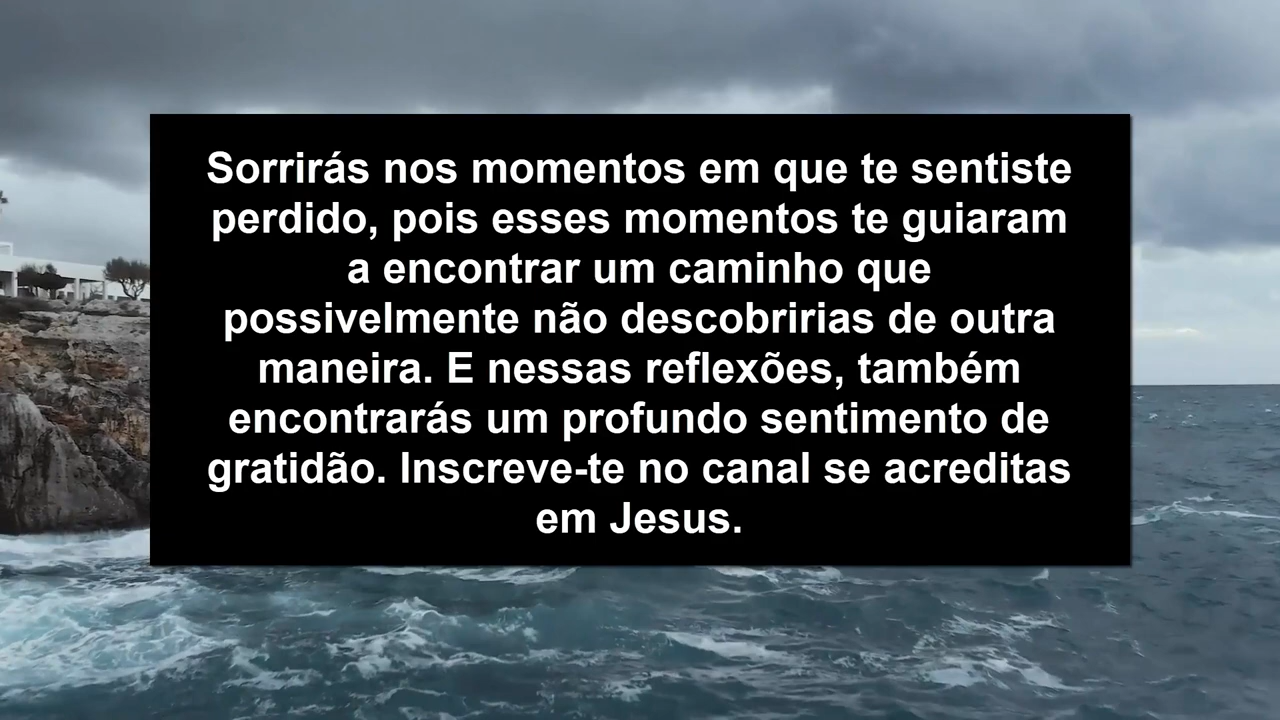 Sorrirás nos momentos em que te sentiste
perdido, pois esses momentos te guiaram
a encontrar um caminho que
possivelmente não descobririas de outra
maneira. E nessas reflexões, também
encontrarás um profundo sentimento de
gratidão. Inscreve-te no canal se acreditas
em Jesus.